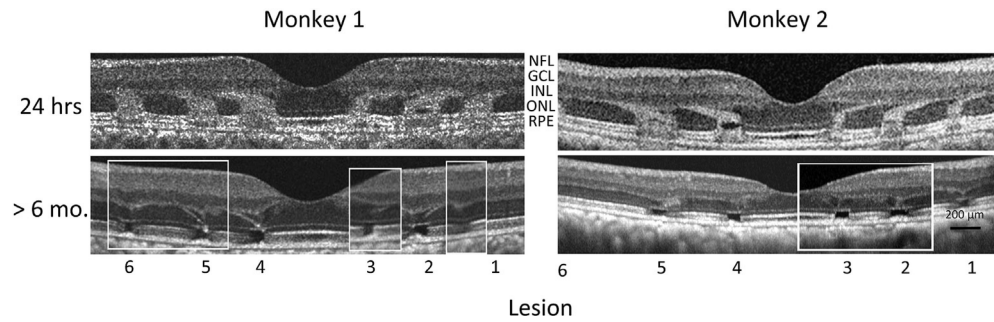 Monkey 1
Monkey 2
24 hrs
NFL
GCL
INL
ONL
RPE
> 6 mo.
200 µm
6 5 4 3 2 1
6 5 4 3 2 1
Lesion